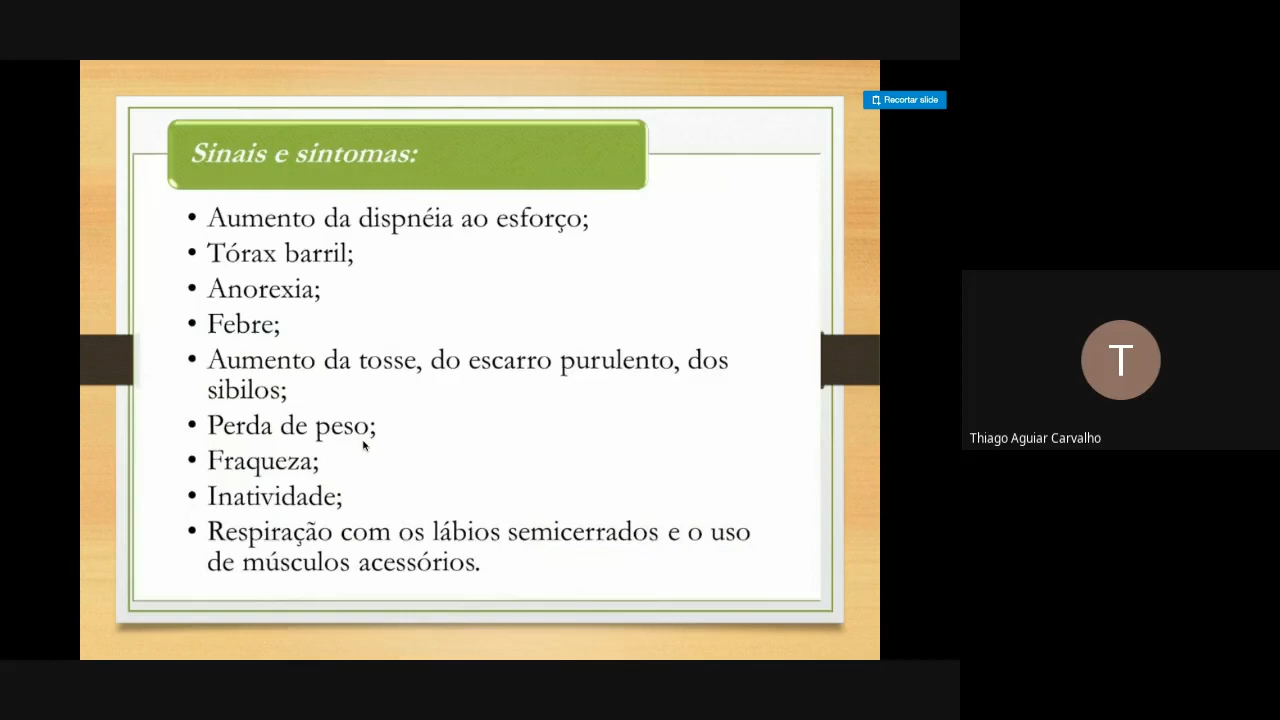 Recortar slide
Sinais e sintomas:
• Aumento da dispnéia ao esforço;
• Tórax barril;
• Anorexia;
• Febre;
• Aumento da tosse, do escarro purulento, dos
sibilos;
• Perda de peso;
• Fraqueza;
• Inatividade;
• Respiração com os lábios semicerrados e o uso
de músculos acessórios.
T
Thiago Aguiar Carvalho